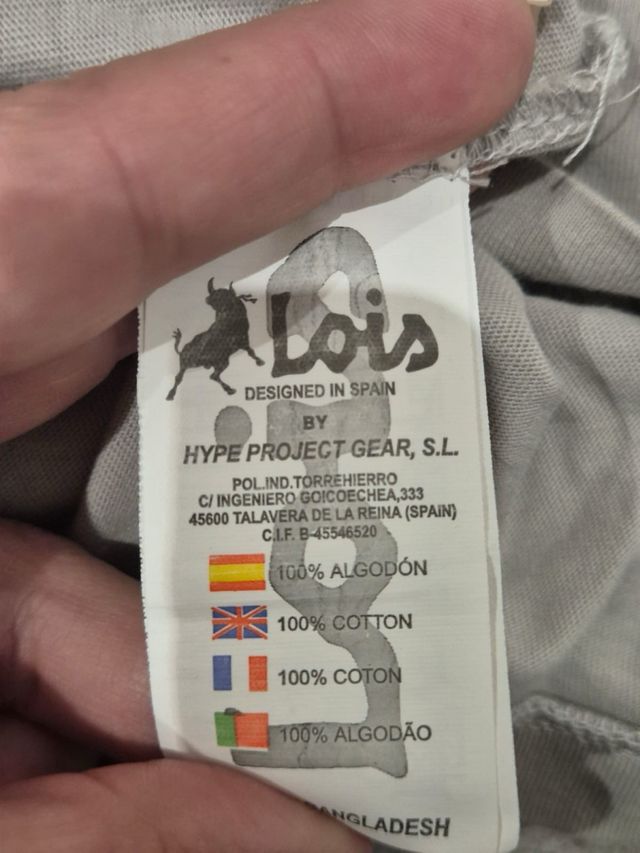 Lois
DESIGNED IN SPAIN
BY
HYPE PROJECT GEAR, S.L.
POL.IND.TORREHIERRO
C/ INGENIERO GOICOECHEA,333
45600 TALAVERA DE LA REINA (SPAiN)
C.I.F. B-45546520
100% ALGODÓN
100% COTTON
100% COTON
100% ALGODÃO
BANGLADESH